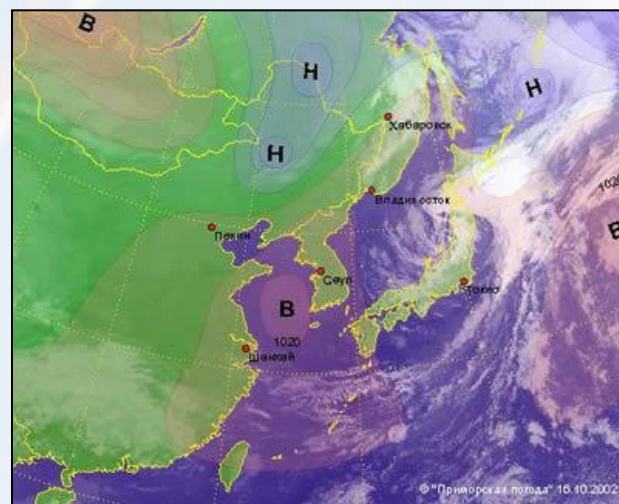 В
Н
Н
Н
Хабаровск
1020
Владивосток
В
Пекин
Сеул
Токио
В
1020
Шанхай
© "Приморская погода" 16.10.2002